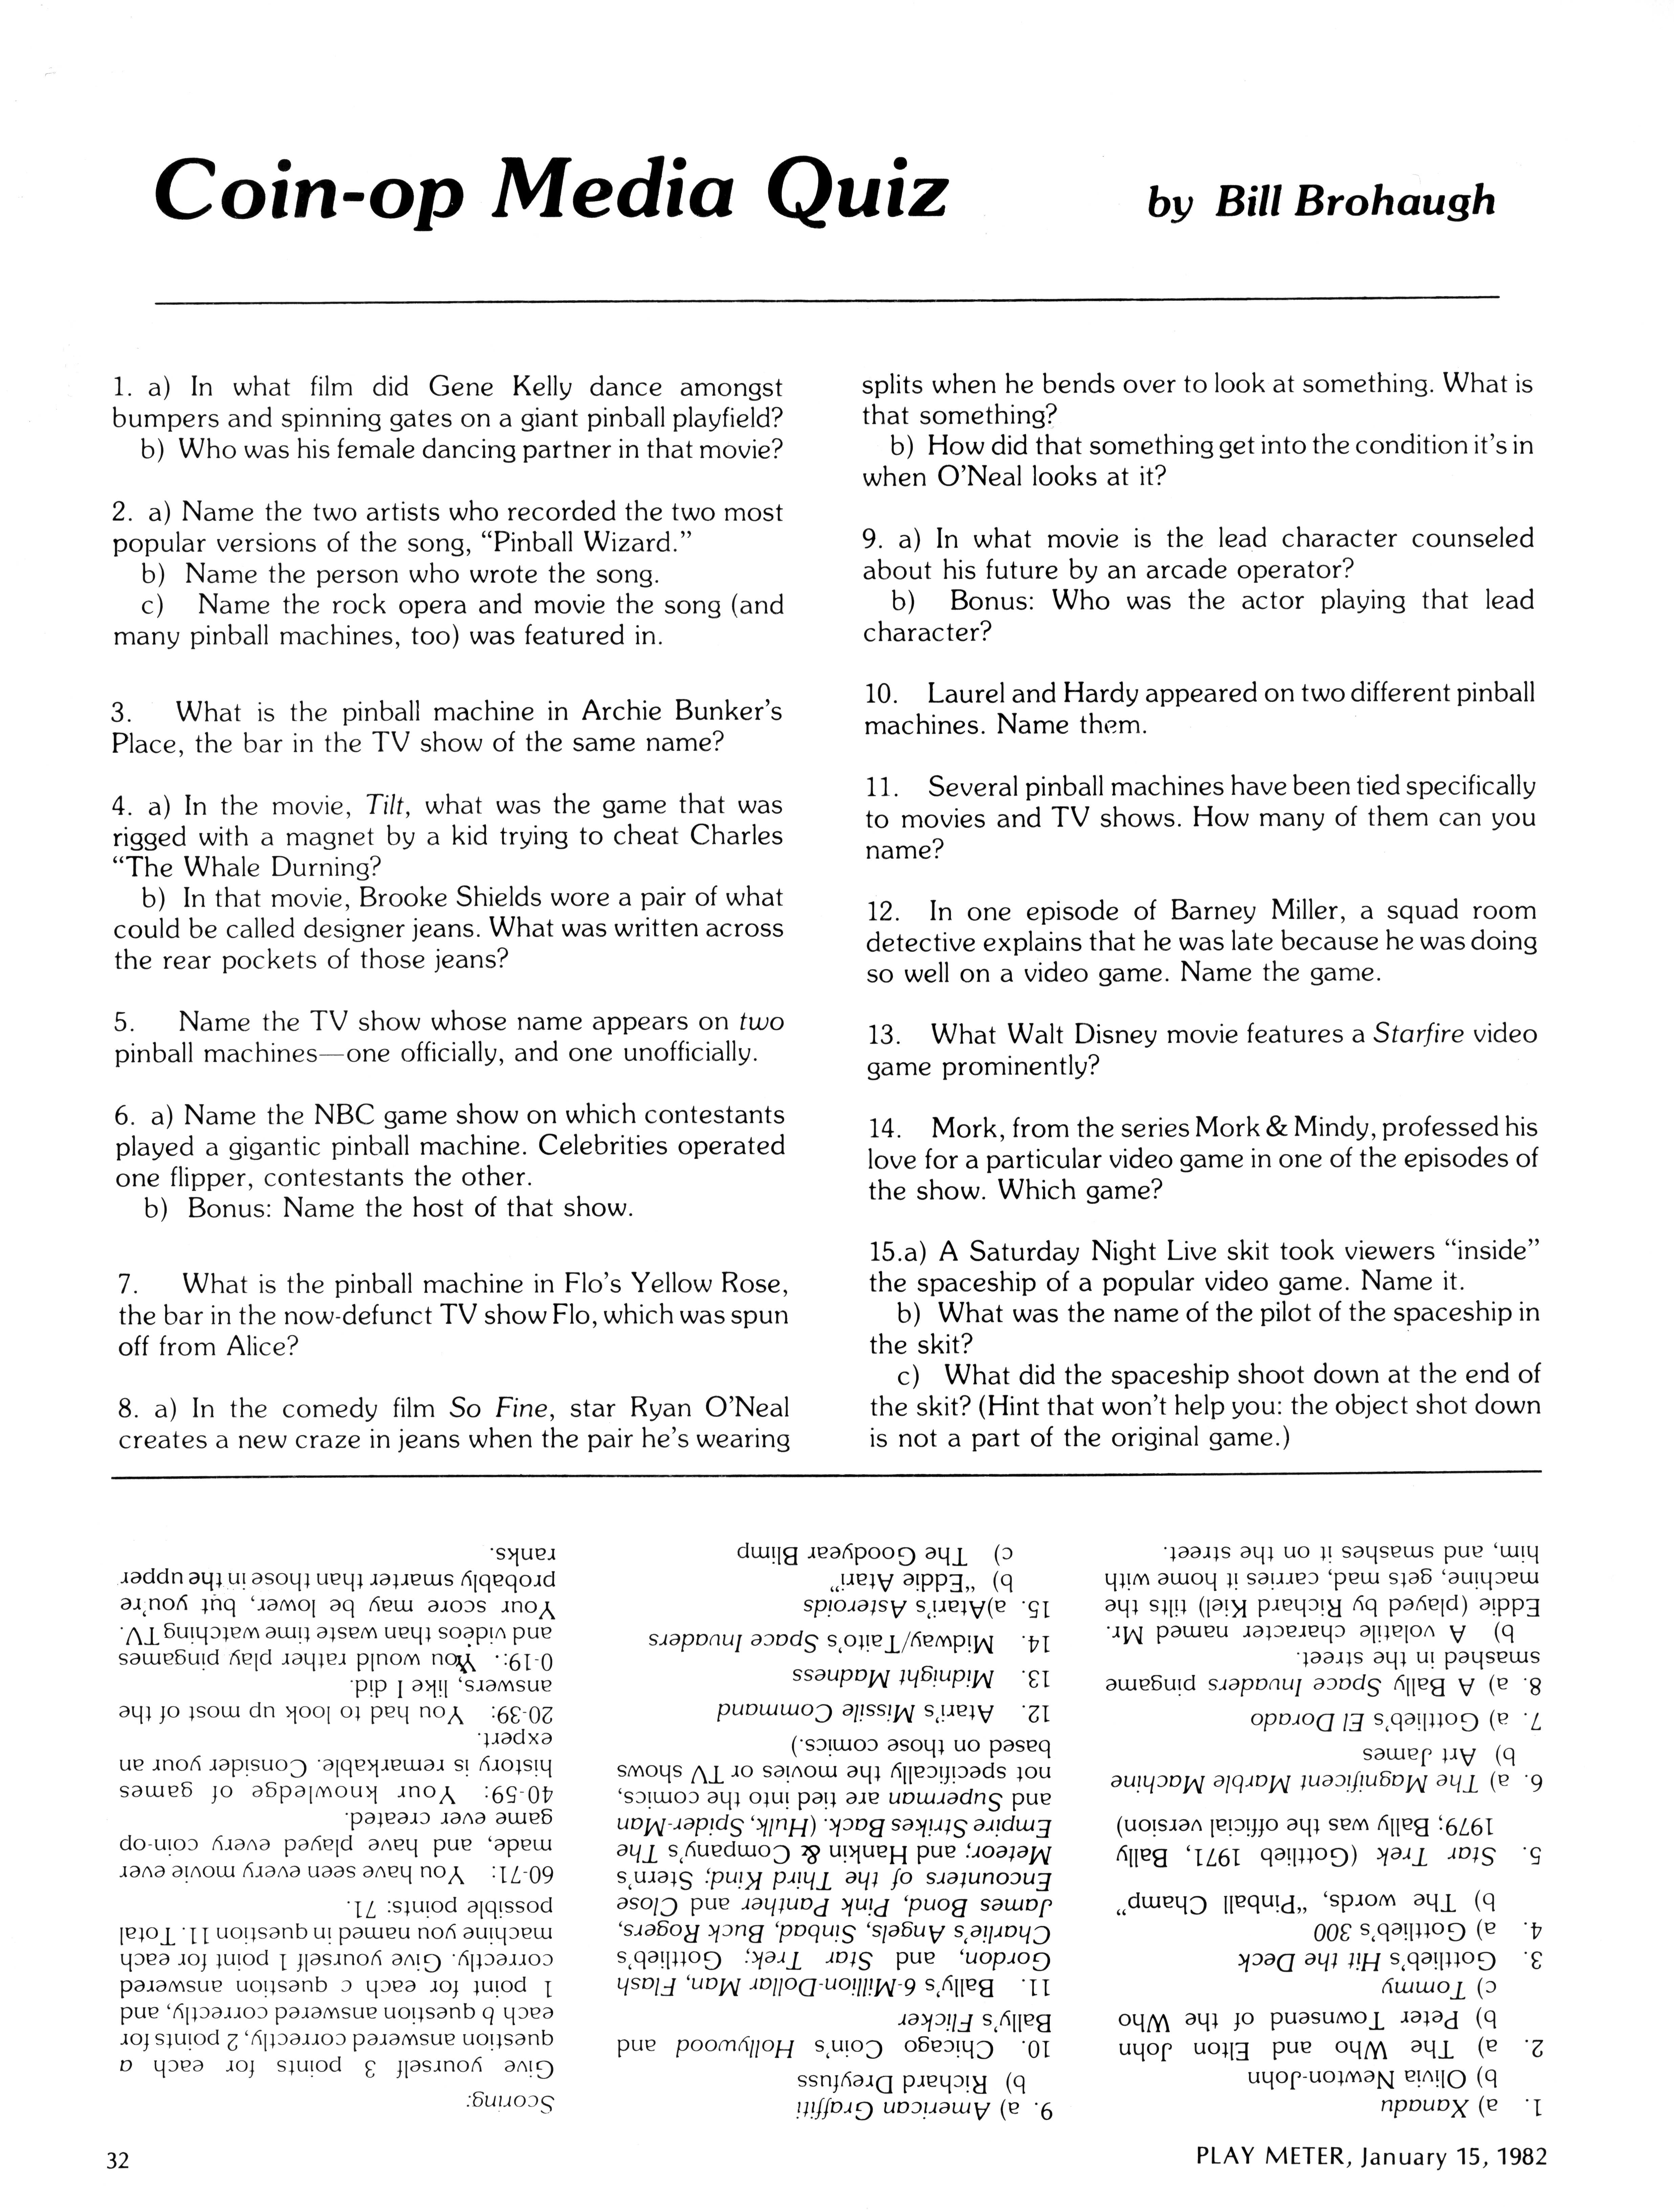 Coin-op Media Quiz
by Bill Brohaugh
1. a) In what film did Gene Kelly dance amongst
bumpers and spinning gates on a giant pinball playfield?
b) Who was his female dancing partner in that movie?
2. a) Name the two artists who recorded the two most
popular versions of the song, “Pinball Wizard.”
b) Name the person who wrote the song.
c) Name the rock opera and movie the song (and
many pinball machines, too) was featured in.
3. What is the pinball machine in Archie Bunker’s
Place, the bar in the TV show of the same name?
4. a) In the movie, Tilt, what was the game that was
rigged with a magnet by a kid trying to cheat Charles
“The Whale Durning?
b) In that movie, Brooke Shields wore a pair of what
could be called designer jeans. What was written across
the rear pockets of those jeans?
5. Name the TV show whose name appears on two
pinball machines—one officially, and one unofficially.
6. a) Name the NBC game show on which contestants
played a gigantic pinball machine. Celebrities operated
one flipper, contestants the other.
b) Bonus: Name the host of that show.
7. What is the pinball machine in Flo’s Yellow Rose,
the bar in the now-defunct TV show Flo, which was spun
off from Alice?
8. a) In the comedy film So Fine, star Ryan O’Neal
creates a new craze in jeans when the pair he’s wearing
splits when he bends over to look at something. What is
that something?
b) How did that something get into the condition it’s in
when O’Neal looks at it?
9. a) In what movie is the lead character counseled
about his future by an arcade operator?
b) Bonus: Who was the actor playing that lead
character?
10. Laurel and Hardy appeared on two different pinball
machines. Name them.
11. Several pinball machines have been tied specifically
to movies and TV shows. How many of them can you
name?
12. In one episode of Barney Miller, a squad room
detective explains that he was late because he was doing
so well on a video game. Name the game.
13. What Walt Disney movie features a Starfire video
game prominently?
14. Mork, from the series Mork & Mindy, professed his
love for a particular video game in one of the episodes of
the show. Which game?
15.a) A Saturday Night Live skit took viewers “inside”
the spaceship of a popular video game. Name it.
b) What was the name of the pilot of the spaceship in
the skit?
c) What did the spaceship shoot down at the end of
the skit? (Hint that won’t help you: the object shot down
is not a part of the original game.)
1. a) Xanadu
b) Olivia Newton-John
2. a) The Who and Elton John
b) Peter Townsend of the Who
c) Tommy
3. Gottlieb’s Hit the Deck
4. a) Gottlieb’s 300
b) The words, “Pinball Champ”
5. Star Trek (Gottlieb 1971, Bally
1979; Bally was the official version)
6. a) The Magnificent Marble Machine
b) Art James
7. a) Gottlieb’s El Dorado
8. a) A Bally Space Invaders pingame
smashed in the street.
b) A volatile character named Mr.
Eddie (played by Richard Kiel) tilts the
machine, gets mad, carries it home with
him, and smashes it on the street.
9. a) American Graffiti
b) Richard Dreyfuss
10. Chicago Coin’s Hollywood and
Bally’s Flicker
11. Bally’s 6-Million-Dollar Man, Flash
Gordon, and Star Trek; Gottlieb’s
Charlie’s Angels, Sinbad, Buck Rogers,
James Bond, Pink Panther and Close
Encounters of the Third Kind; Stern’s
Meteor; and Hankin & Company’s The
Empire Strikes Back. (Hulk, Spider-Man
and Superman are tied into the comics,
not specifically the movies or TV shows
based on those comics.)
12. Atari’s Missile Command
13. Midnight Madness
14. Midway/Taito’s Space Invaders
15. a)Atari’s Asteroids
b) “Eddie Atari”
c) The Goodyear Blimp
Scoring:
Give yourself 3 points for each a
question answered correctly, 2 points for
each b question answered correctly, and
1 point for each c question answered
correctly. Give yourself 1 point for each
machine you named in question 11. Total
possible points: 71.
60-71: You have seen every movie ever
made, and have played every coin-op
game ever created.
40-59: Your knowledge of games
history is remarkable. Consider your an
expert.
20-39: You had to look up most of the
answers, like I did.
0-19:. You would rather play pingames
and videos than waste time watching TV.
Your score may be lower, but you’re
probably smarter than those in the upper
ranks.
32
PLAY METER, January 15, 1982